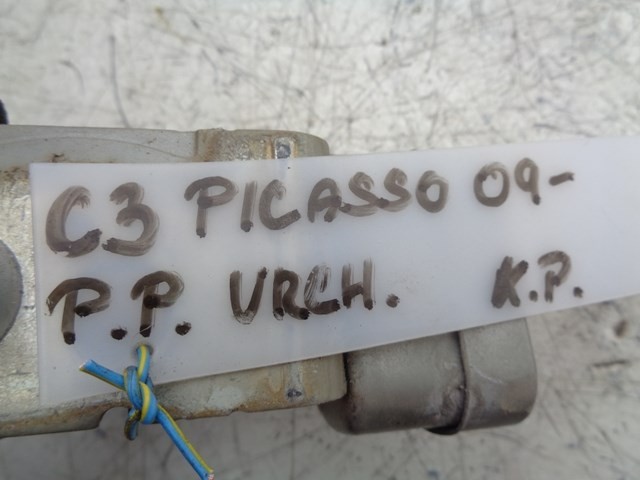 C3 PICASSO 09-
P.P. VRCH. K.P.